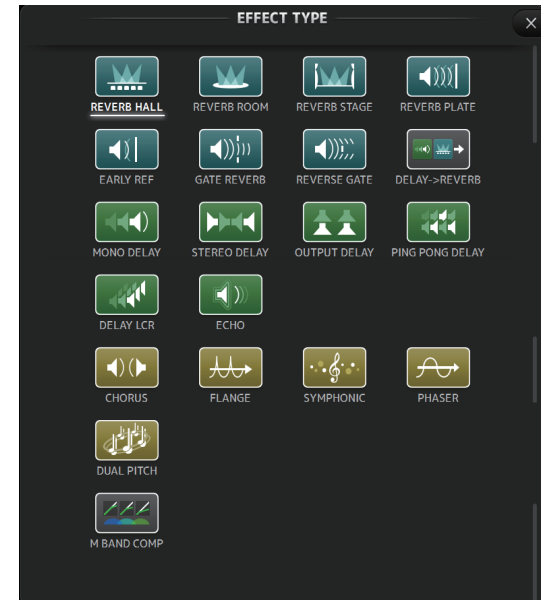 EFFECT TYPE
REVERB HALL REVERB ROOM REVERB STAGE REVERB PLATE
EARLY REF GATE REVERB REVERSE GATE DELAY->REVERB
MONO DELAY STEREO DELAY OUTPUT DELAY PING PONG DELAY
DELAY LCR ECHO
CHORUS FLANGE SYMPHONIC PHASER
DUAL PITCH
M BAND COMP